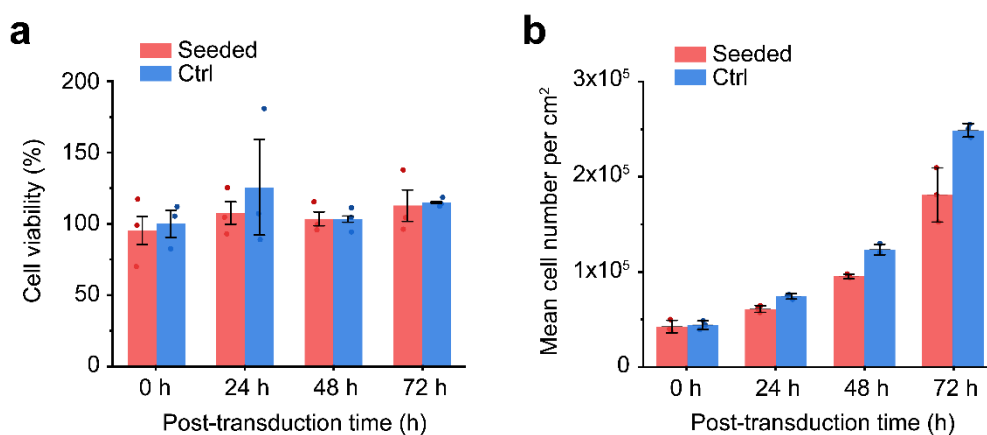 a
Seeded
Ctrl
Cell viability (%)
200
150
100
50
0
0 h 24 h 48 h 72 h
Post-transduction time (h)
b
Seeded
Ctrl
Mean cell number per cm²
3x10⁵
2x10⁵
1x10⁵
0
0 h 24 h 48 h 72 h
Post-transduction time (h)